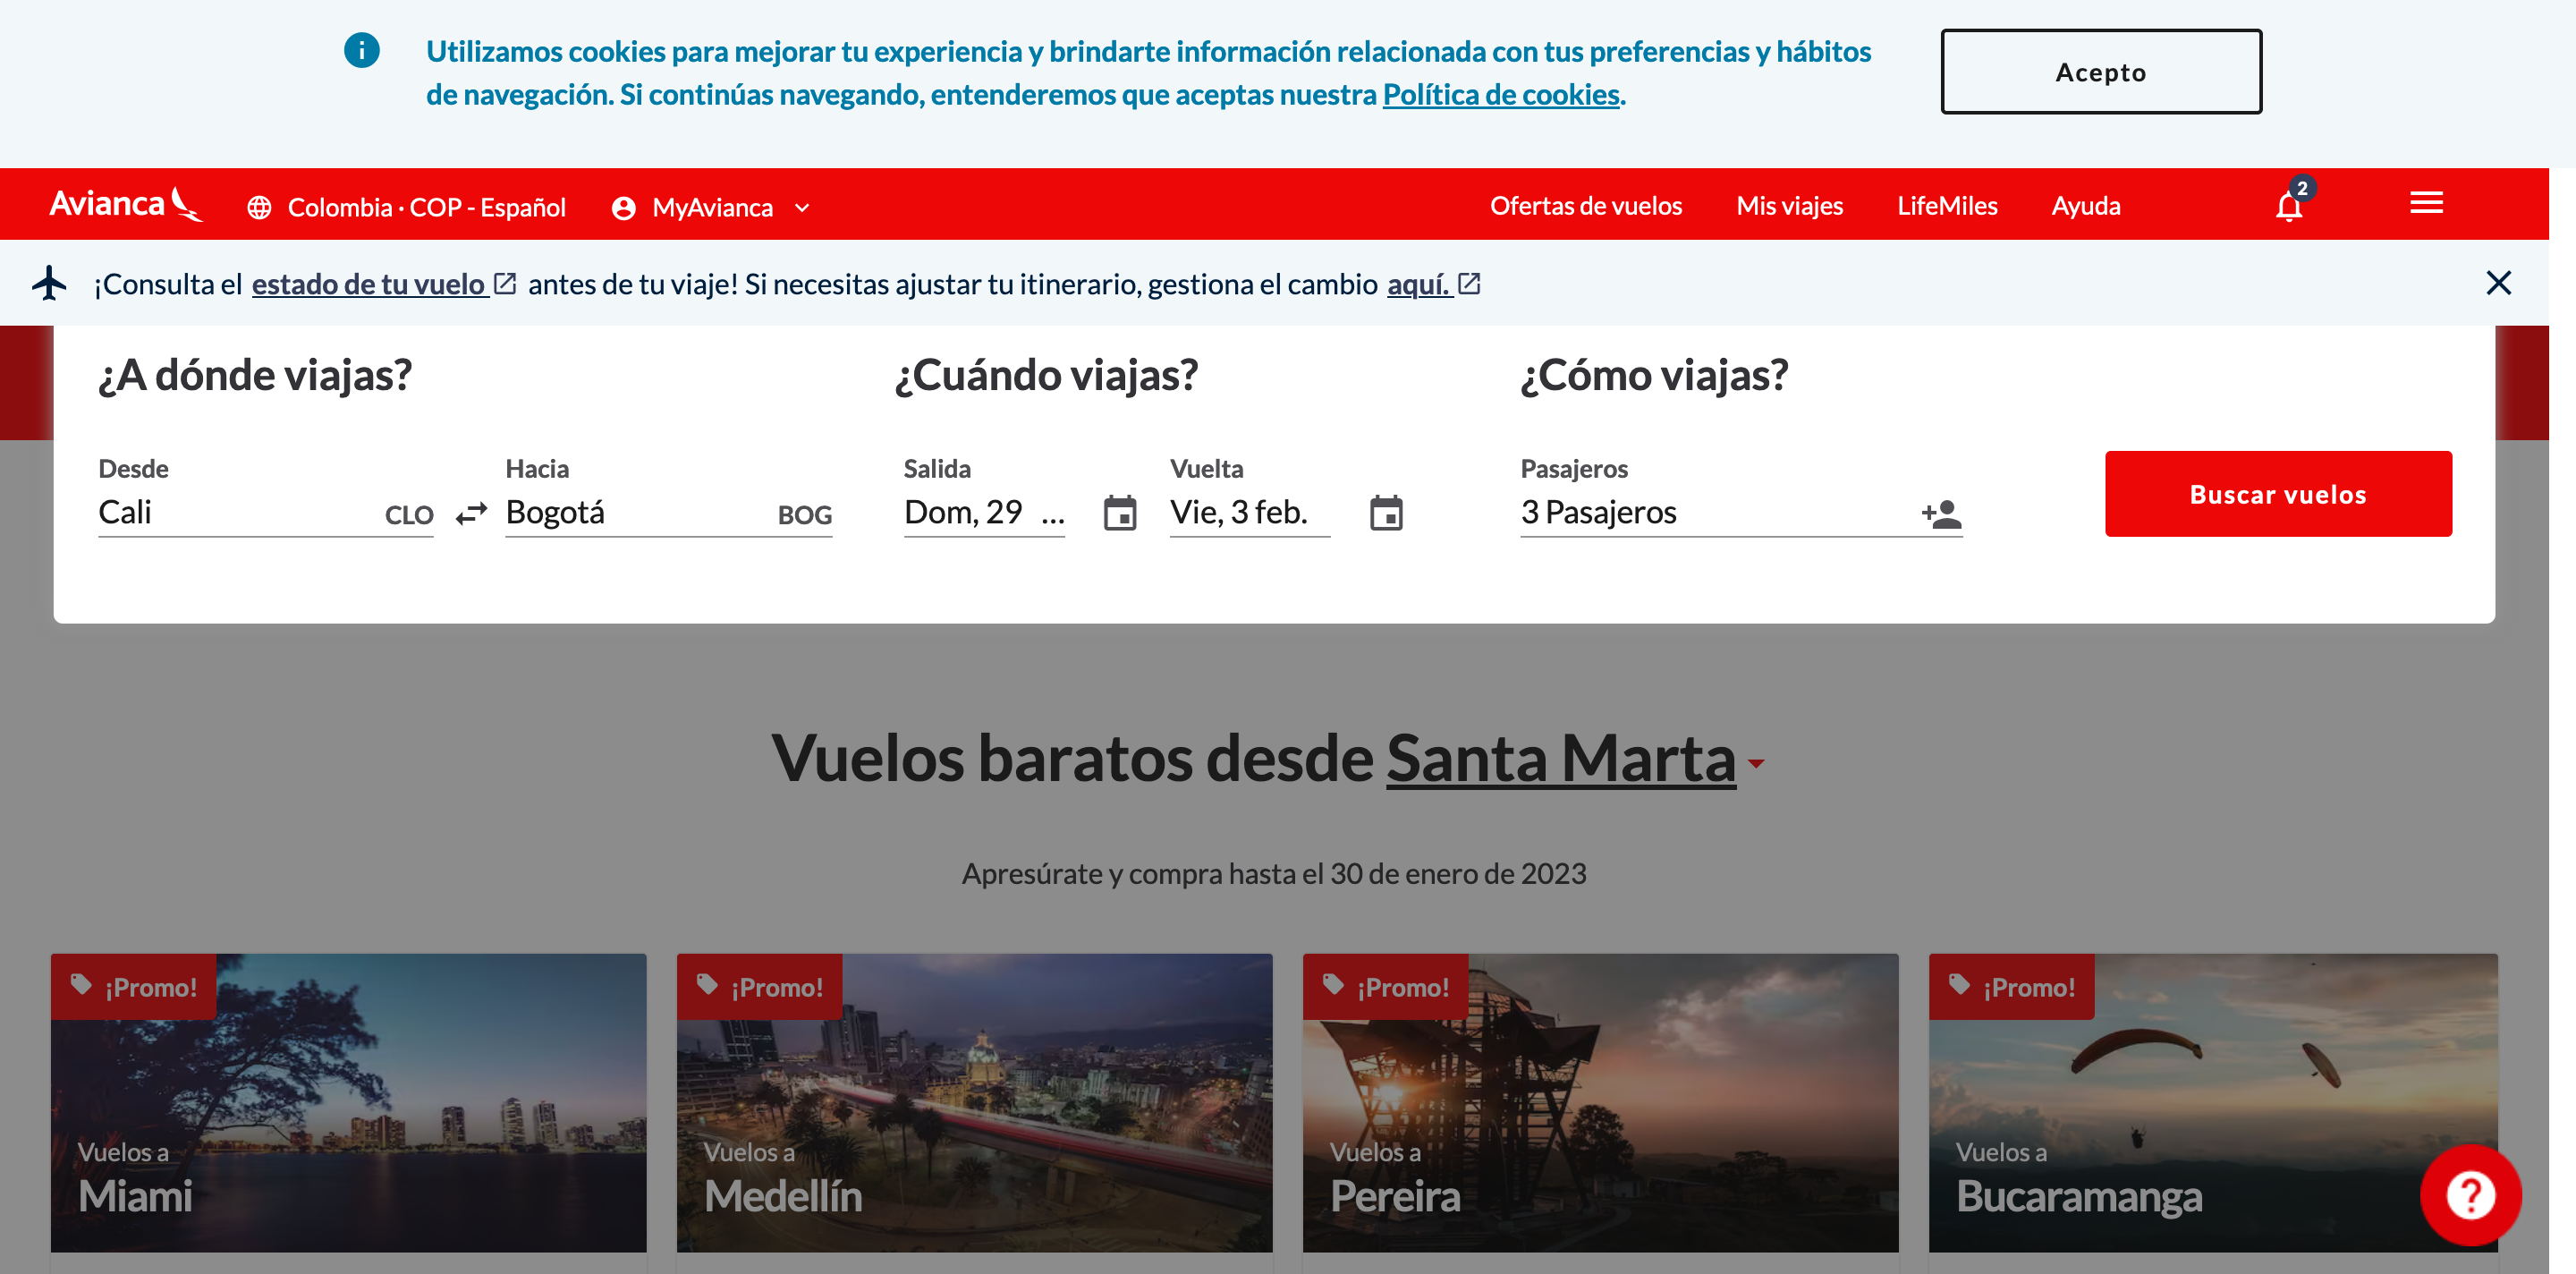 Utilizamos cookies para mejorar tu experiencia y brindarte información relacionada con tus preferencias y hábitos
de navegación. Si continúas navegando, entenderemos que aceptas nuestra Política de cookies.
Acepto
Avianca
Colombia · COP - Español
MyAvianca
Ofertas de vuelos
Mis viajes
LifeMiles
Ayuda
2
¡Consulta el estado de tu vuelo antes de tu viaje! Si necesitas ajustar tu itinerario, gestiona el cambio aquí.
¿A dónde viajas?
¿Cuándo viajas?
¿Cómo viajas?
Desde
Hacia
Salida
Vuelta
Pasajeros
Cali CLO
Bogotá BOG
Dom, 29 ...
Vie, 3 feb.
3 Pasajeros
Buscar vuelos
Vuelos baratos desde Santa Marta
Apresúrate y compra hasta el 30 de enero de 2023
¡Promo!
Vuelos a
Miami
¡Promo!
Vuelos a
Medellín
¡Promo!
Vuelos a
Pereira
¡Promo!
Vuelos a
Bucaramanga
?